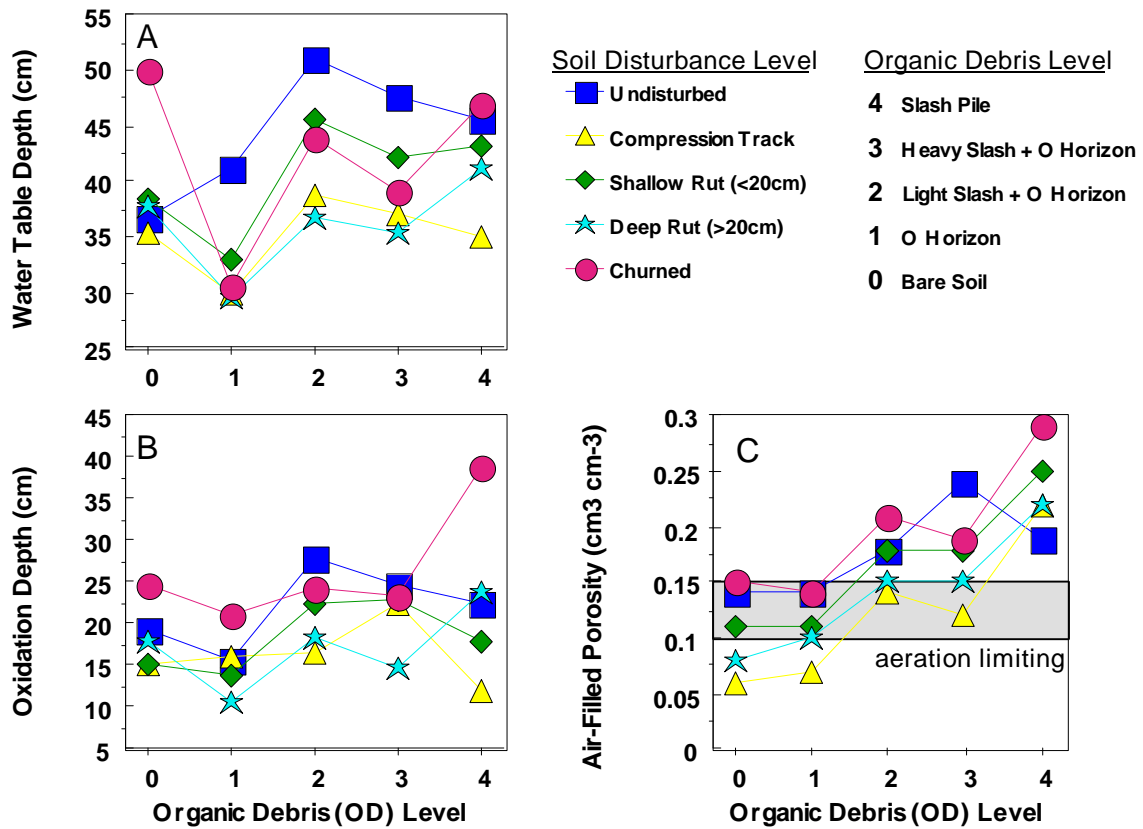 A
Water Table Depth (cm)
55
50
45
40
35
30
25
0 1 2 3 4
Soil Disturbance Level
Undisturbed
Compression Track
Shallow Rut (<20cm)
Deep Rut (>20cm)
Churned
Organic Debris Level
4 Slash Pile
3 Heavy Slash + O Horizon
2 Light Slash + O Horizon
1 O Horizon
0 Bare Soil
B
Oxidation Depth (cm)
45
40
35
30
25
20
15
10
5
0 1 2 3 4
Organic Debris (OD) Level
C
Air-Filled Porosity (cm3 cm-3)
0.3
0.25
0.2
0.15
0.1
0.05
0
aeration limiting
0 1 2 3 4
Organic Debris (OD) Level